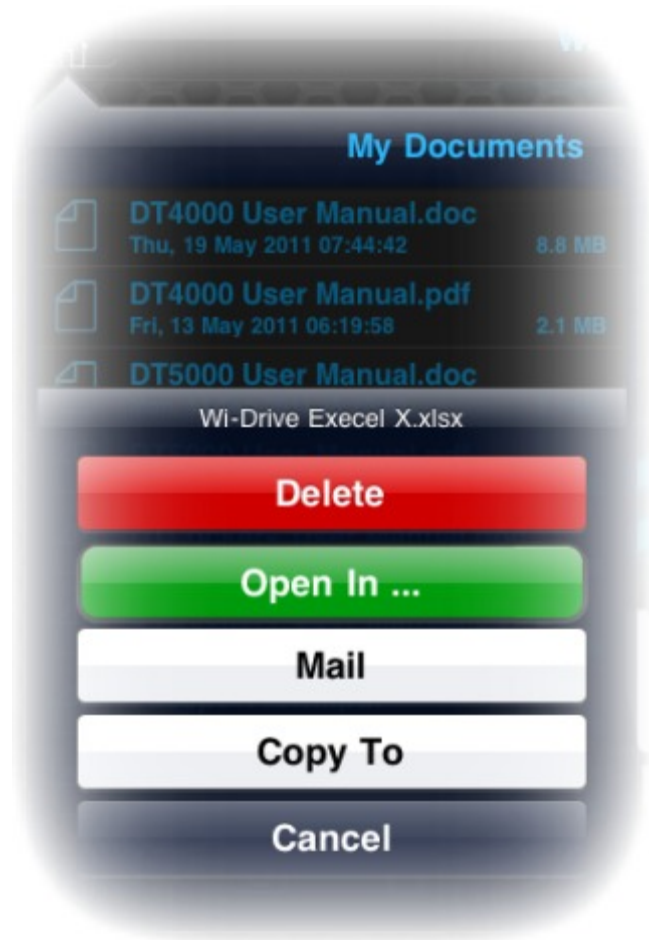 My Documents
DT4000 User Manual.doc
Thu, 19 May 2011 07:44:42 8.8 MB
DT4000 User Manual.pdf
Fri, 13 May 2011 06:19:58 2.1 MB
DT5000 User Manual.doc
Wi-Drive Execel X.xlsx
Delete
Open In ...
Mail
Copy To
Cancel